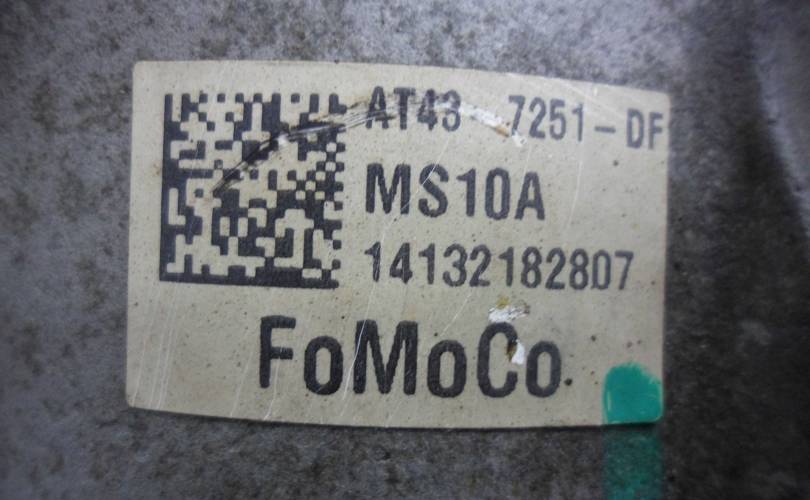 AT43 7251-DF
MS10A
14132182807
FoMoCo